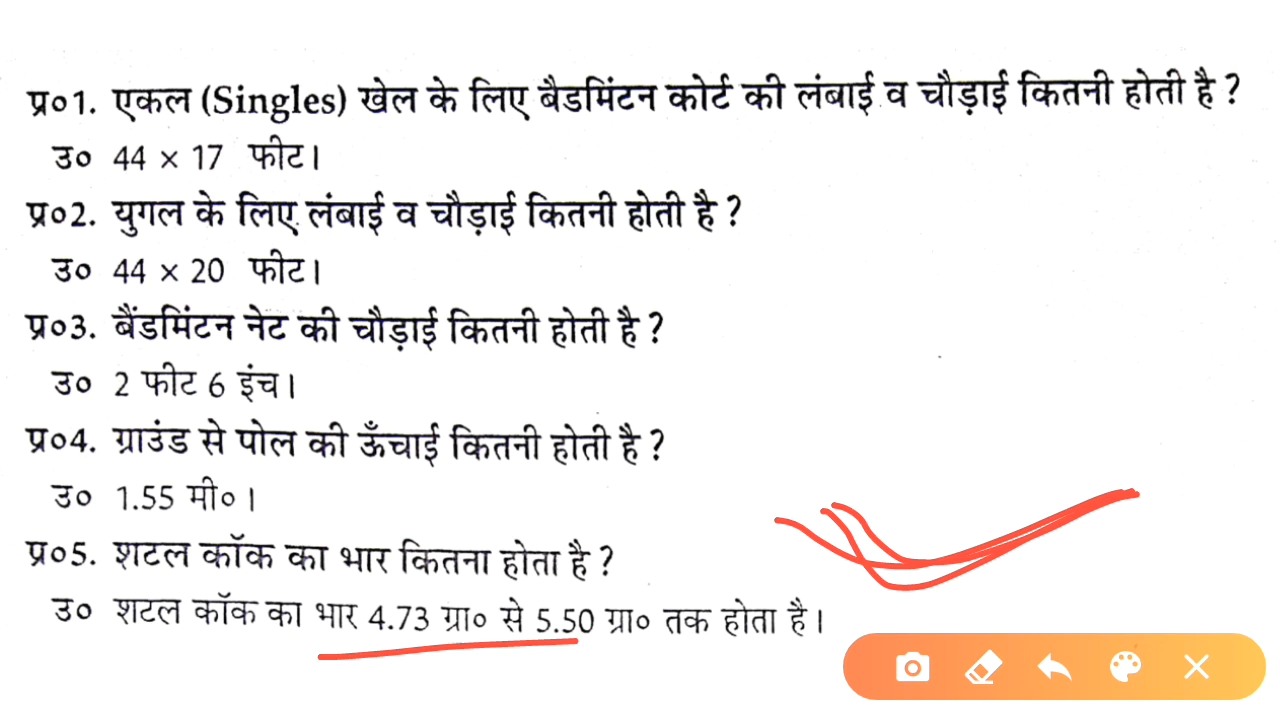 प्र०1. एकल (Singles) खेल के लिए बैडमिंटन कोर्ट की लंबाई व चौड़ाई कितनी होती है ?
उ० 44 × 17 फीट।
प्र०2. युगल के लिए लंबाई व चौड़ाई कितनी होती है ?
उ० 44 × 20 फीट।
प्र०3. बैंडमिंटन नेट की चौड़ाई कितनी होती है ?
उ० 2 फीट 6 इंच।
प्र०4. ग्राउंड से पोल की ऊँचाई कितनी होती है ?
उ० 1.55 मी०।
प्र०5. शटल कॉक का भार कितना होता है ?
उ० शटल कॉक का भार 4.73 ग्रा० से 5.50 ग्रा० तक होता है।